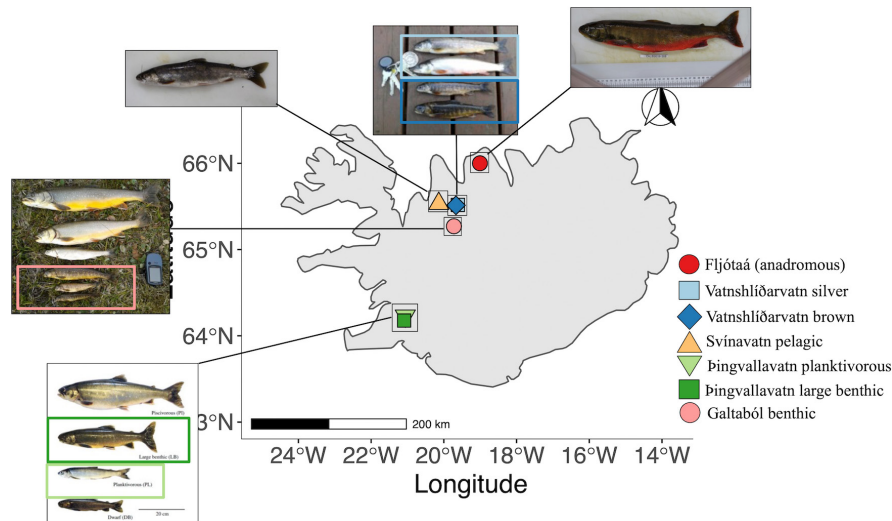 66°N
65°N
64°N
3°N
24°W
22°W
20°W
18°W
16°W
14°W
Longitude
200 km
Fljótaá (anadromous)
Vatnshlíðarvatn silver
Vatnshlíðarvatn brown
Svínavatn pelagic
Þingvallavatn planktivorous
Þingvallavatn large benthic
Galtaból benthic
Piscivorous (PI)
Large benthic (LB)
Planktivorous (PL)
Dwarf (DB)
20 cm